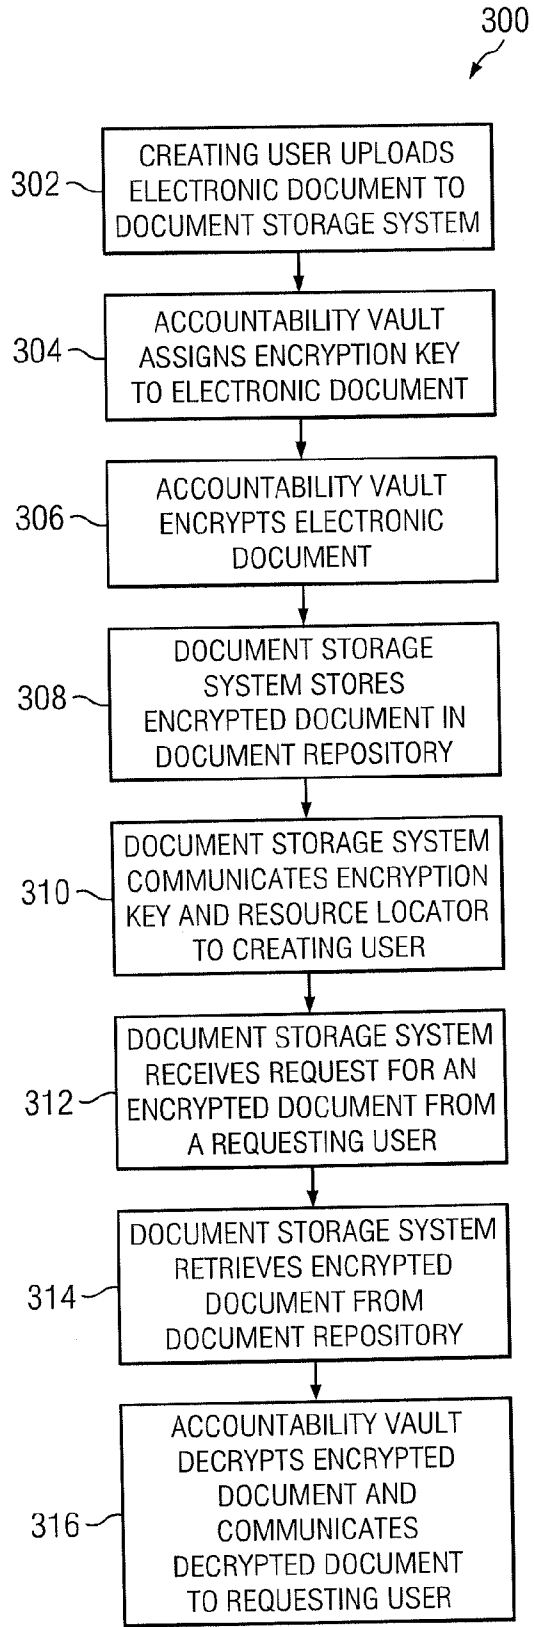 300
302
CREATING USER UPLOADS
ELECTRONIC DOCUMENT TO
DOCUMENT STORAGE SYSTEM
304
ACCOUNTABILITY VAULT
ASSIGNS ENCRYPTION KEY
TO ELECTRONIC DOCUMENT
306
ACCOUNTABILITY VAULT
ENCRYPTS ELECTRONIC
DOCUMENT
308
DOCUMENT STORAGE
SYSTEM STORES
ENCRYPTED DOCUMENT IN
DOCUMENT REPOSITORY
310
DOCUMENT STORAGE SYSTEM
COMMUNICATES ENCRYPTION
KEY AND RESOURCE LOCATOR
TO CREATING USER
312
DOCUMENT STORAGE SYSTEM
RECEIVES REQUEST FOR AN
ENCRYPTED DOCUMENT FROM
A REQUESTING USER
314
DOCUMENT STORAGE SYSTEM
RETRIEVES ENCRYPTED
DOCUMENT FROM
DOCUMENT REPOSITORY
316
ACCOUNTABILITY VAULT
DECRYPTS ENCRYPTED
DOCUMENT AND
COMMUNICATES
DECRYPTED DOCUMENT
TO REQUESTING USER